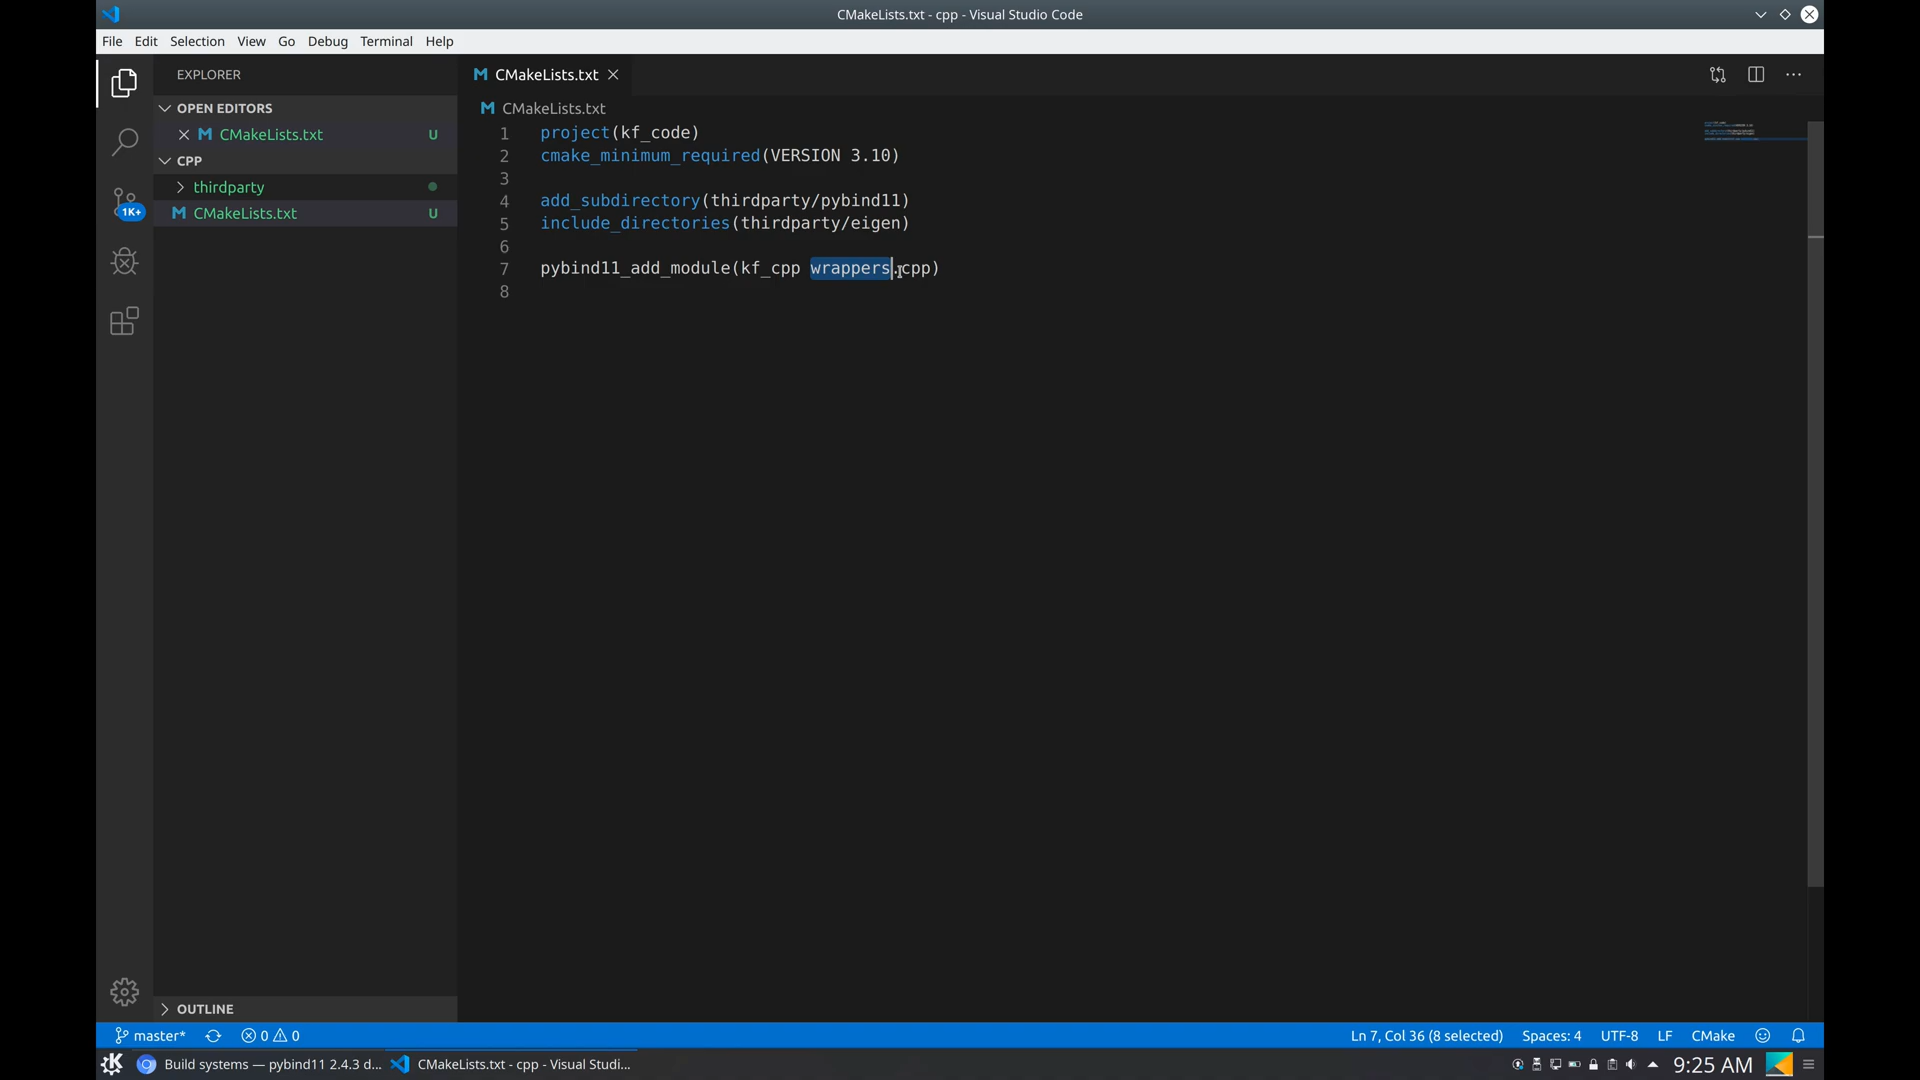 CMakeLists.txt - cpp - Visual Studio Code
File Edit Selection View Go Debug Terminal Help
EXPLORER
OPEN EDITORS
CMakeLists.txt U
CPP
thirdparty
CMakeLists.txt U
OUTLINE
1K+
CMakeLists.txt
CMakeLists.txt
1 project(kf_code)
2 cmake_minimum_required(VERSION 3.10)
3
4 add_subdirectory(thirdparty/pybind11)
5 include_directories(thirdparty/eigen)
6
7 pybind11_add_module(kf_cpp wrappers.cpp)
8
master* 0 0 Ln 7, Col 36 (8 selected) Spaces: 4 UTF-8 LF CMake
Build systems — pybind11 2.4.3 d... CMakeLists.txt - cpp - Visual Studi... 9:25 AM